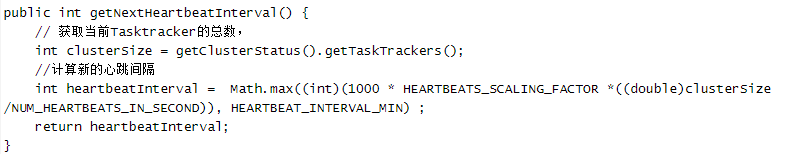 public int getNextHeartbeatInterval() {
    // 获取当前Tasktracker的总数，
    int clusterSize = getClusterStatus().getTaskTrackers();
    //计算新的心跳间隔
    int heartbeatInterval =  Math.max((int)(1000 * HEARTBEATS_SCALING_FACTOR *((double)clusterSize
/NUM_HEARTBEATS_IN_SECOND)), HEARTBEAT_INTERVAL_MIN) ;
    return heartbeatInterval;
}